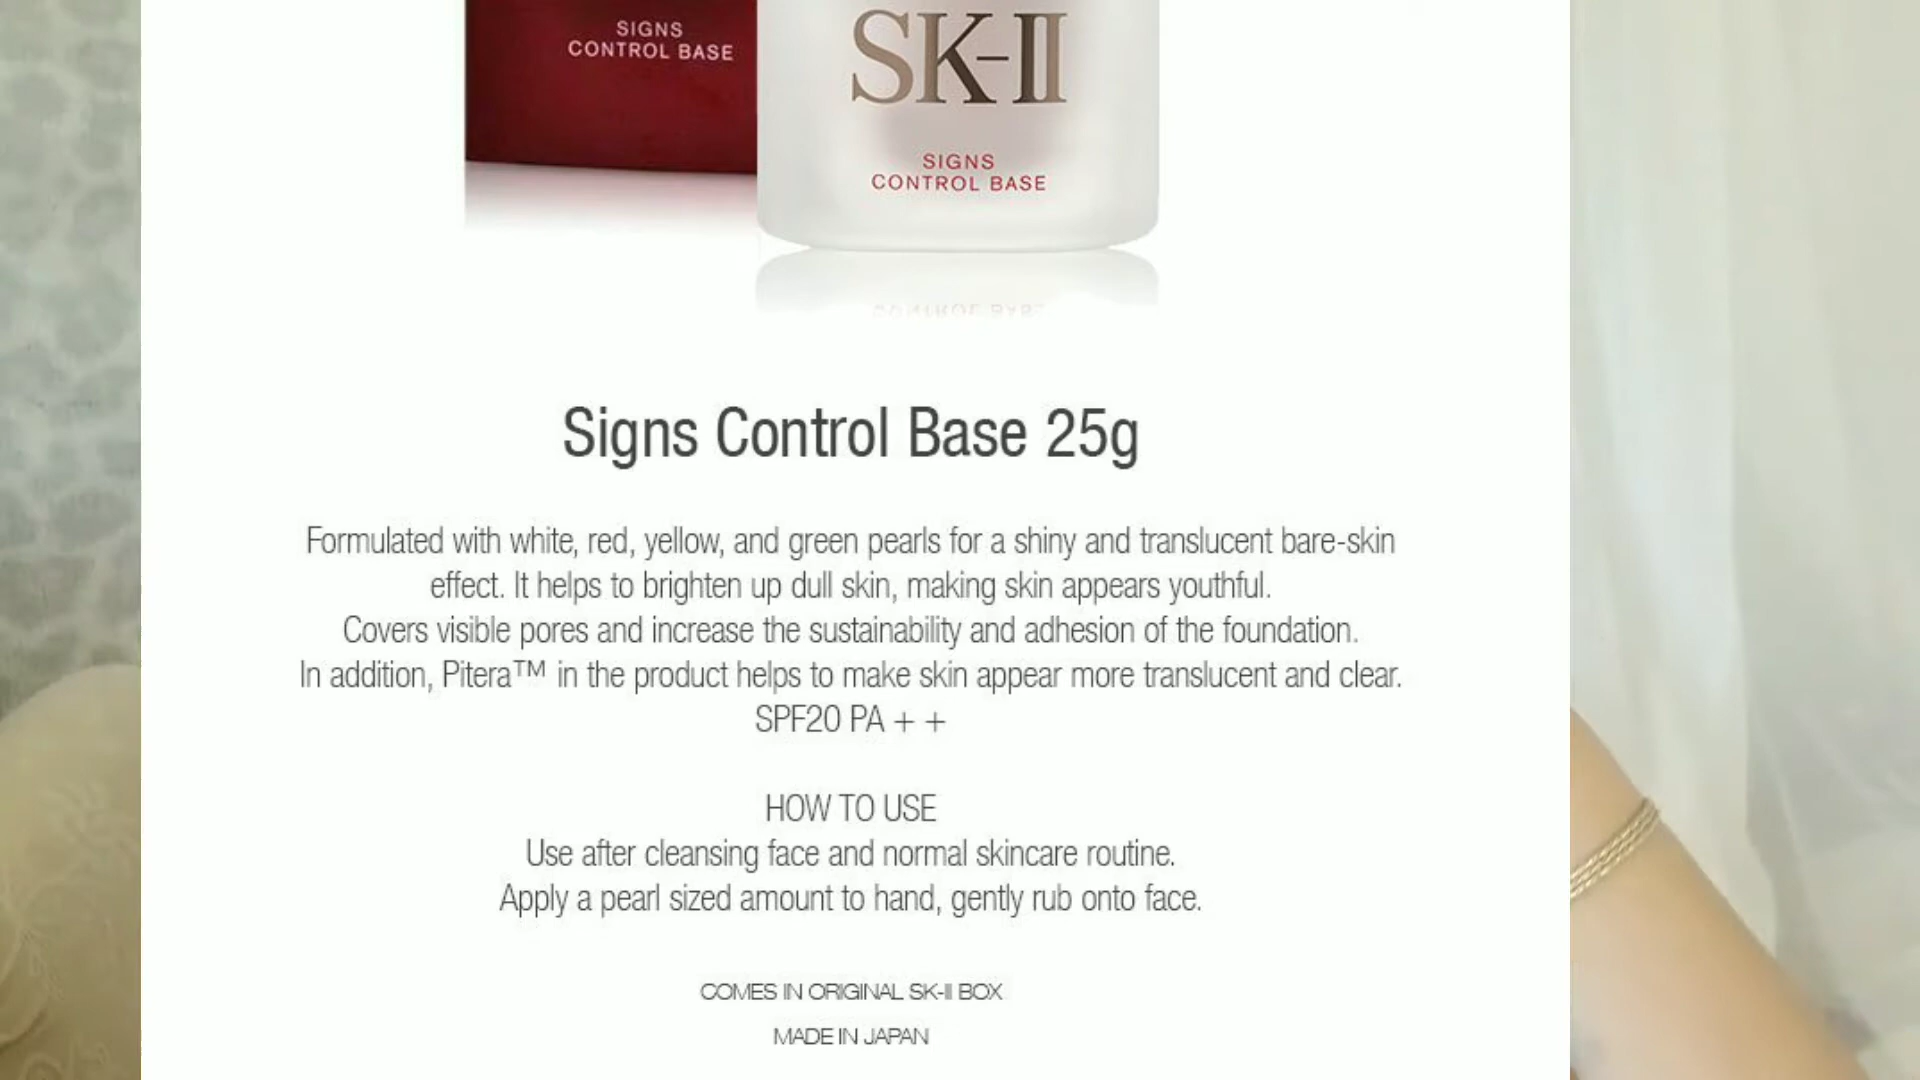 SIGNS
CONTROL BASE
SK-II
SIGNS
CONTROL BASE
Signs Control Base 25g
Formulated with white, red, yellow, and green pearls for a shiny and translucent bare-skin
effect. It helps to brighten up dull skin, making skin appears youthful.
Covers visible pores and increase the sustainability and adhesion of the foundation.
In addition, Pitera™ in the product helps to make skin appear more translucent and clear.
SPF20 PA + +
HOW TO USE
Use after cleansing face and normal skincare routine.
Apply a pearl sized amount to hand, gently rub onto face.
COMES IN ORIGINAL SK-II BOX
MADE IN JAPAN